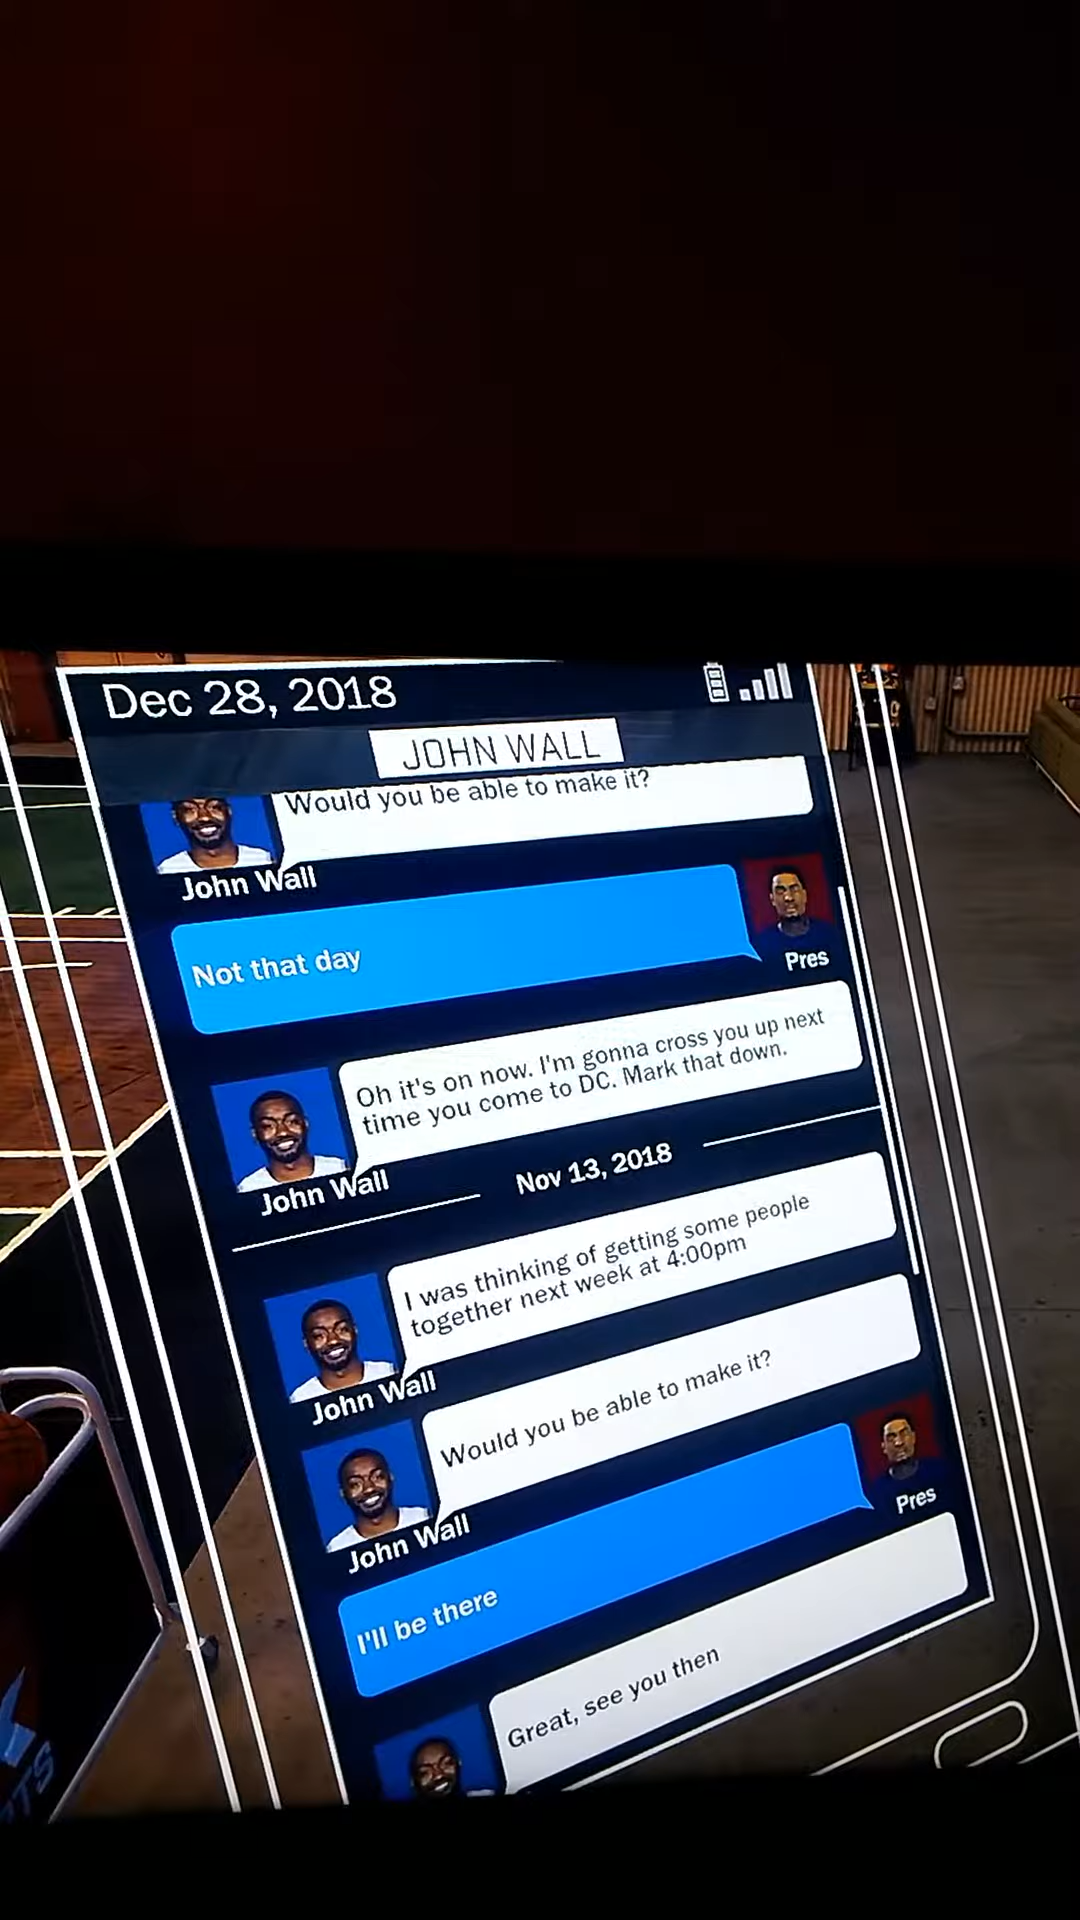 Dec 28, 2018
JOHN WALL
Would you be able to make it?
John Wall
Not that day
Pres
Oh it's on now. I'm gonna cross you up next
time you come to DC. Mark that down.
John Wall
Nov 13, 2018
I was thinking of getting some people
together next week at 4:00pm
John Wall
Would you be able to make it?
John Wall
I'll be there
Pres
Great, see you then